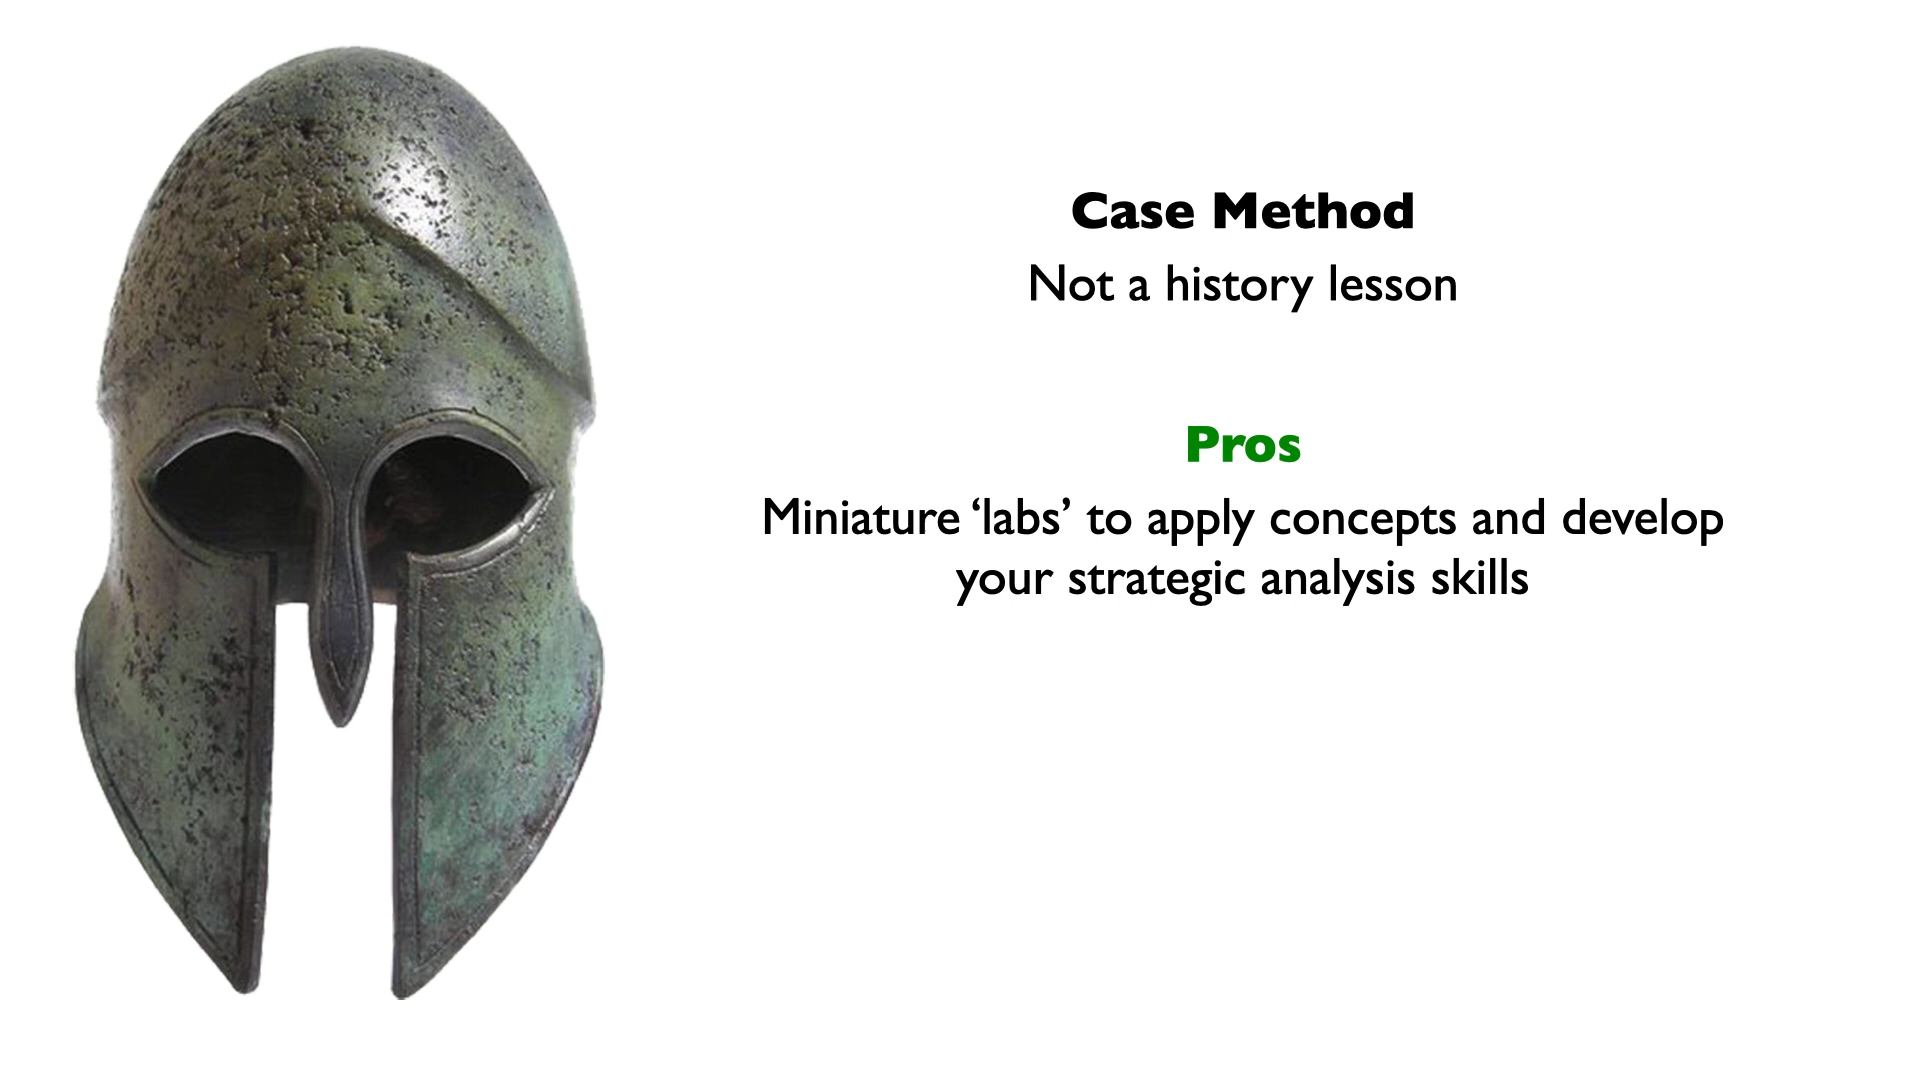 Case Method
Not a history lesson
Pros
Miniature ‘labs’ to apply concepts and develop
your strategic analysis skills